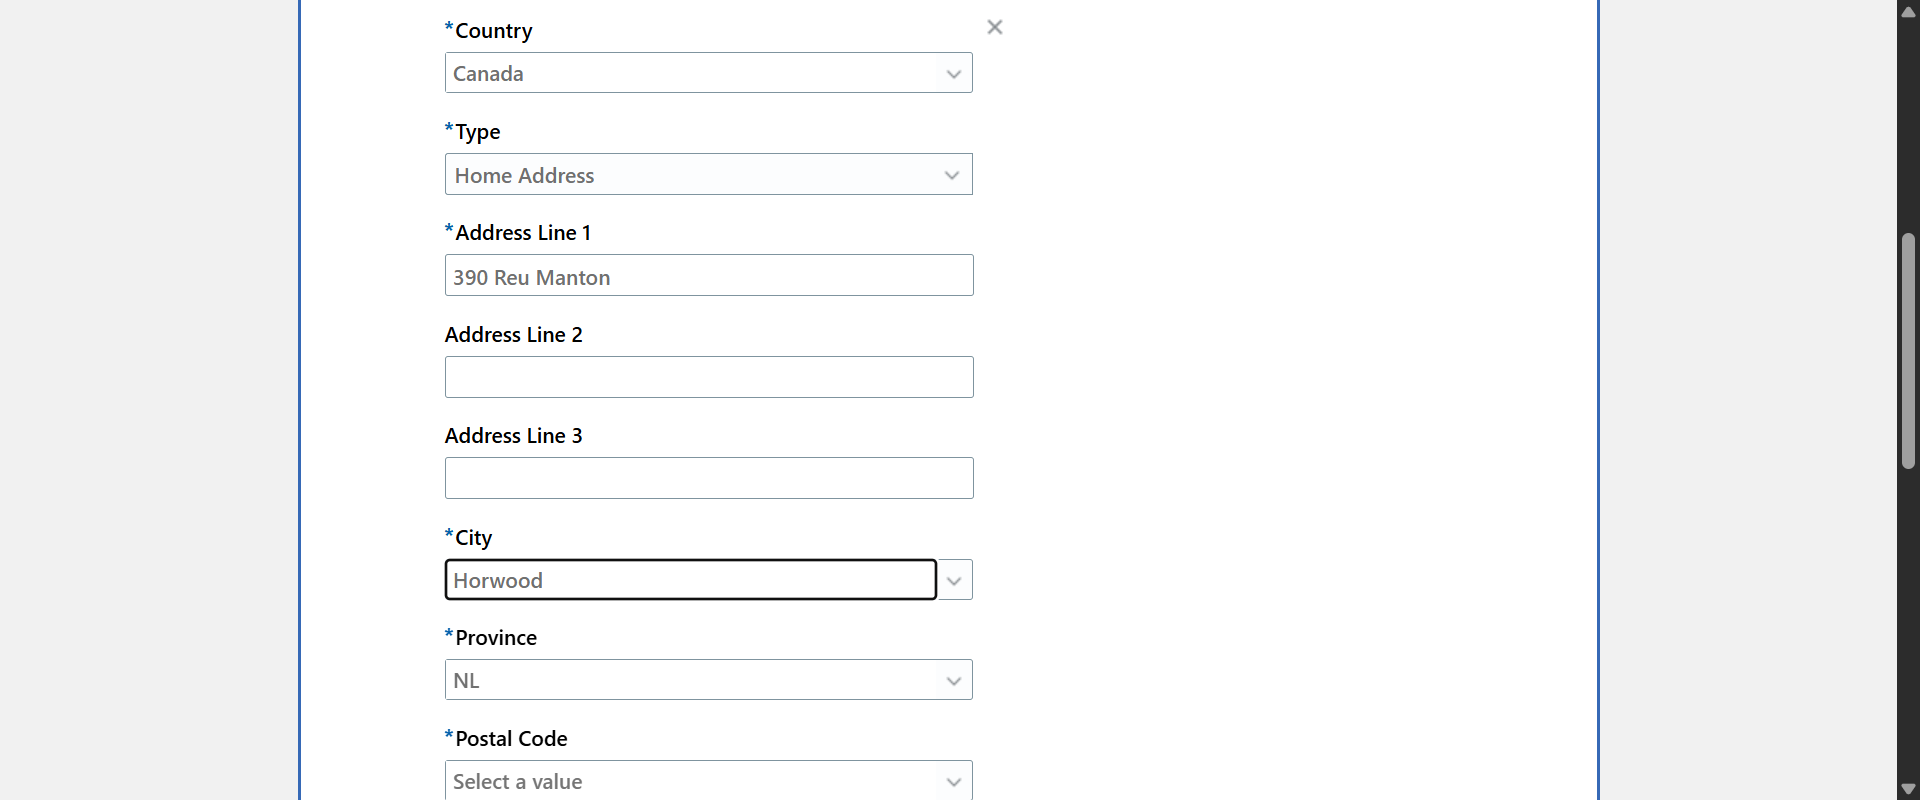 *Country
Canada
*Type
Home Address
*Address Line 1
390 Reu Manton
Address Line 2
Address Line 3
*City
Horwood
*Province
NL
*Postal Code
Select a value